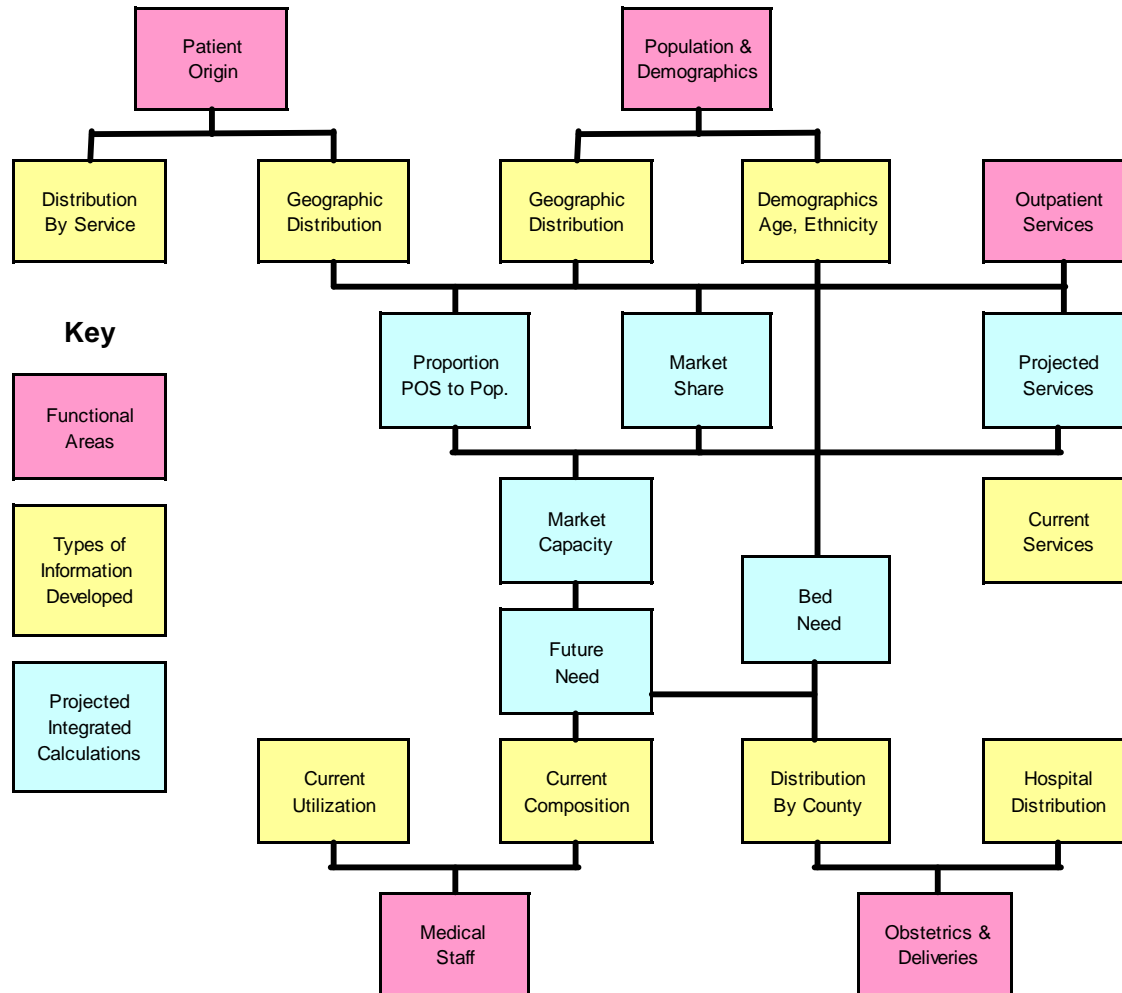 Patient
Origin
Population &
Demographics
Distribution
By Service
Geographic
Distribution
Geographic
Distribution
Demographics
Age, Ethnicity
Outpatient
Services
Key
Functional
Areas
Types of
Information
Developed
Projected
Integrated
Calculations
Proportion
POS to Pop.
Market
Share
Projected
Services
Market
Capacity
Current
Services
Bed
Need
Future
Need
Current
Utilization
Current
Composition
Distribution
By County
Hospital
Distribution
Medical
Staff
Obstetrics &
Deliveries